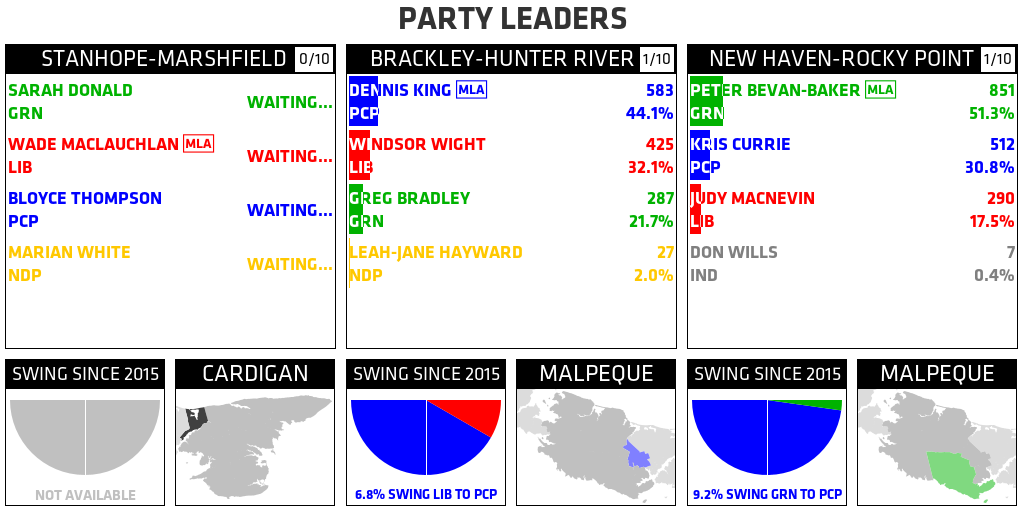 PARTY LEADERS
STANHOPE-MARSHFIELD 0/10
SARAH DONALD
GRN
WAITING...
WADE MACLAUCHLAN MLA
LIB
WAITING...
BLOYCE THOMPSON
PCP
WAITING...
MARIAN WHITE
NDP
WAITING...
BRACKLEY-HUNTER RIVER 1/10
DENNIS KING MLA 583
PCP 44.1%
WINDSOR WIGHT 425
LIB 32.1%
GREG BRADLEY 287
GRN 21.7%
LEAH-JANE HAYWARD 27
NDP 2.0%
NEW HAVEN-ROCKY POINT 1/10
PETER BEVAN-BAKER MLA 851
GRN 51.3%
KRIS CURRIE 512
PCP 30.8%
JUDY MACNEVIN 290
LIB 17.5%
DON WILLS 7
IND 0.4%
SWING SINCE 2015
NOT AVAILABLE
CARDIGAN
SWING SINCE 2015
6.8% SWING LIB TO PCP
MALPEQUE
SWING SINCE 2015
9.2% SWING GRN TO PCP
MALPEQUE